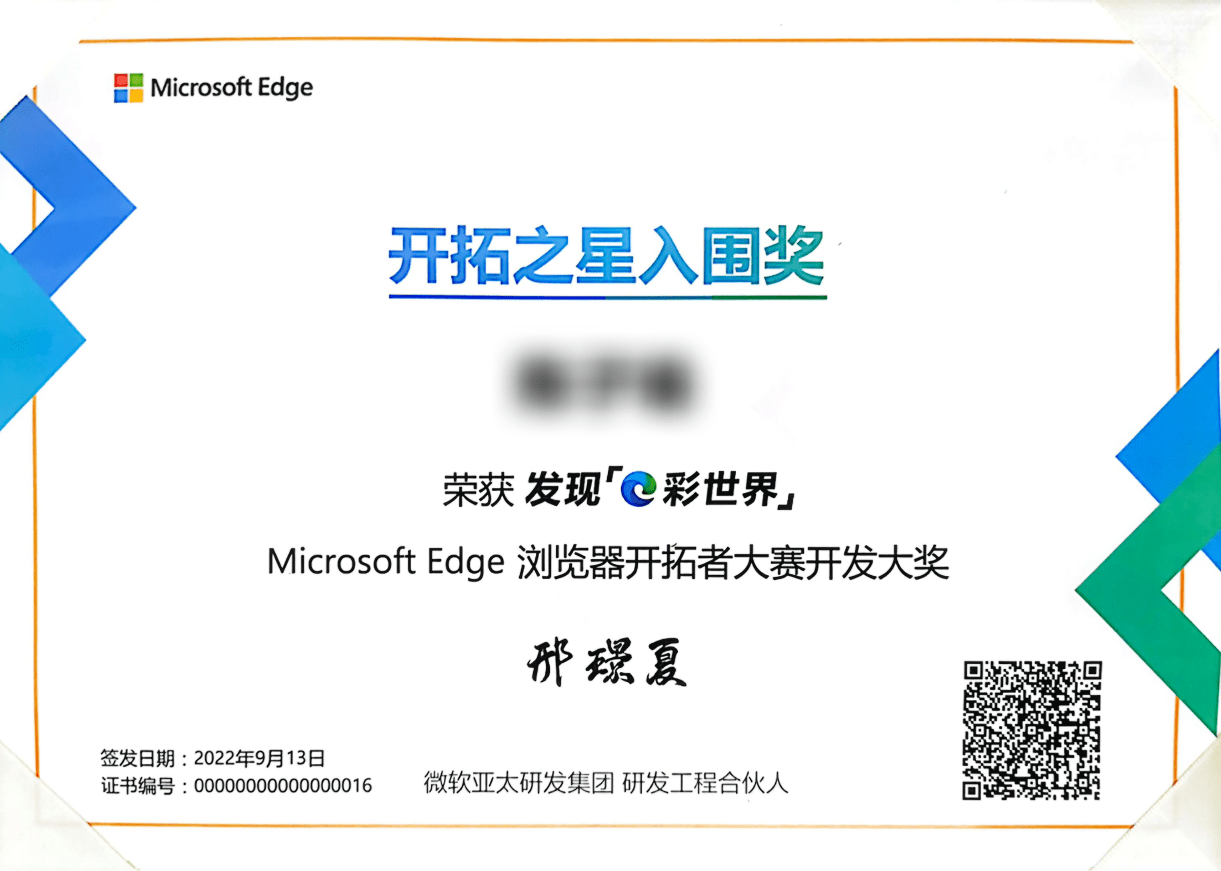 Microsoft Edge
开拓之星入围奖
荣获 发现「彩世界」
Microsoft Edge 浏览器开拓者大赛开发大奖
邢璟夏
签发日期：2022年9月13日
证书编号：00000000000000016
微软亚太研发集团 研发工程合伙人